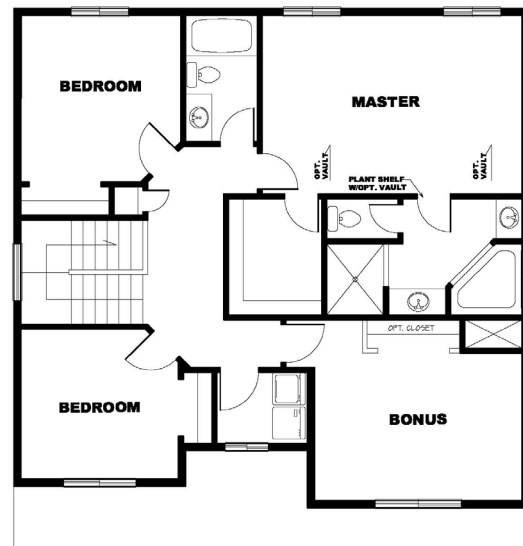 BEDROOM
MASTER
OPT.
VAULT
PLANT SHELF
W/OPT. VAULT
OPT.
VAULT
OPT. CLOSET
BEDROOM
BONUS